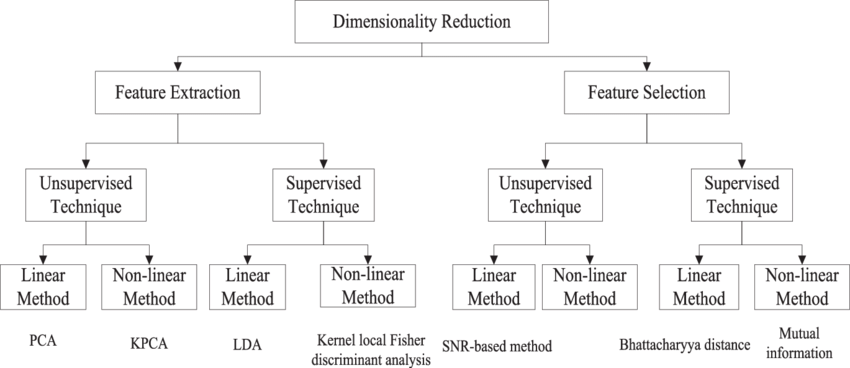 Dimensionality Reduction
Feature Extraction
Feature Selection
Unsupervised
Technique
Supervised
Technique
Unsupervised
Technique
Supervised
Technique
Linear
Method
Non-linear
Method
Linear
Method
Non-linear
Method
Linear
Method
Non-linear
Method
Linear
Method
Non-linear
Method
PCA
KPCA
LDA
Kernel local Fisher
discriminant analysis
SNR-based method
Bhattacharyya distance
Mutual
information